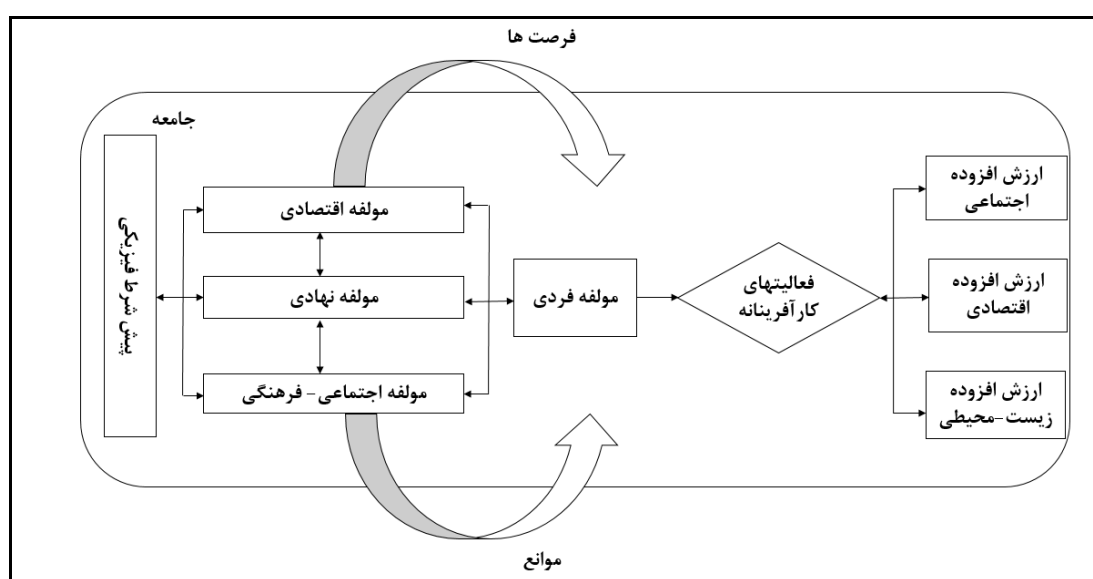 فرصت ها
جامعه
پیش شرط فیزیکی
مولفه اقتصادی
مولفه نهادی
مولفه اجتماعی- فرهنگی
مولفه فردی
فعالیتهای
کارآفرینانه
ارزش افزوده
اجتماعی
ارزش افزوده
اقتصادی
ارزش افزوده
زیست-محیطی
موانع